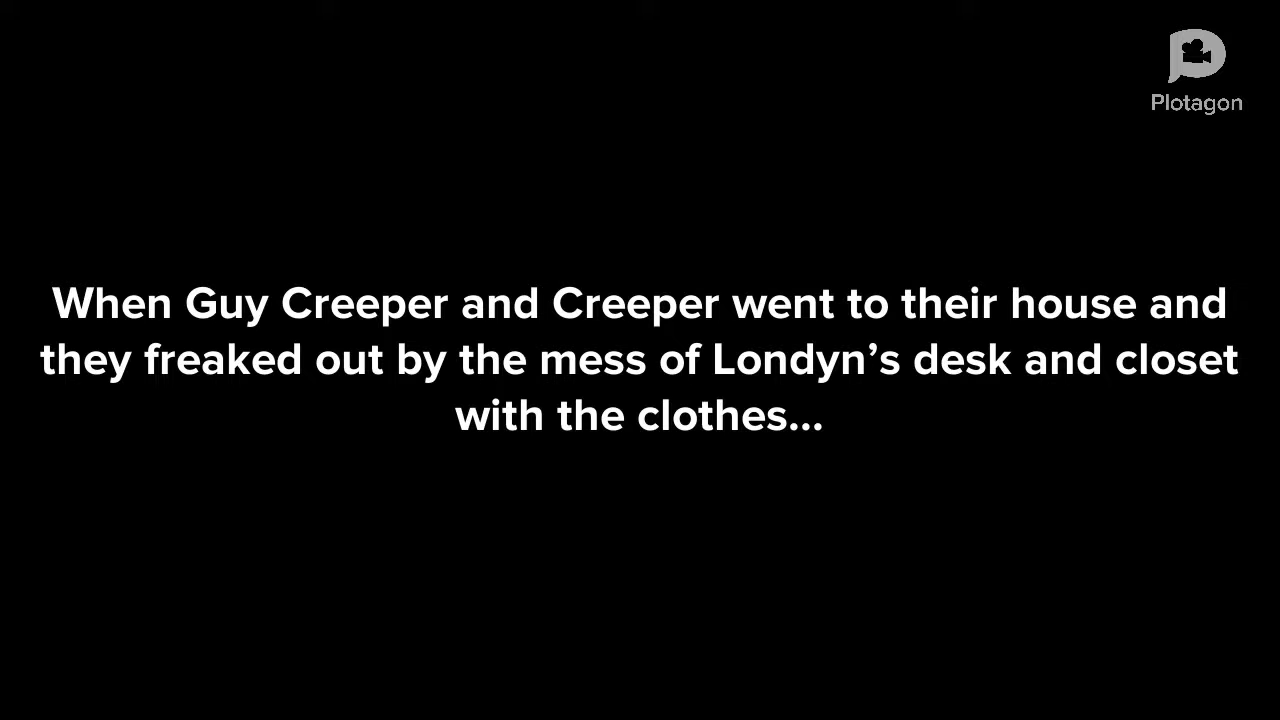 Plotagon
When Guy Creeper and Creeper went to their house and
they freaked out by the mess of Londyn’s desk and closet
with the clothes...